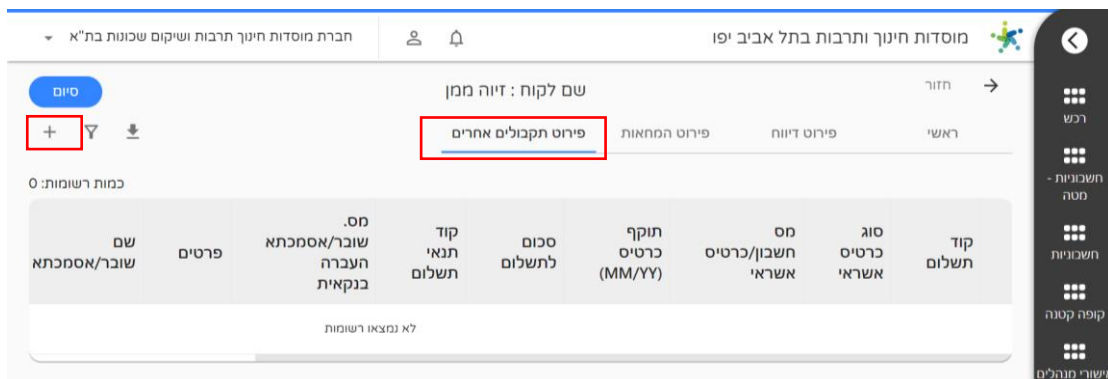 מוסדות חינוך ותרבות בתל אביב יפו
חברת מוסדות חינוך תרבות ושיקום שכונות בת"א
חזור
שם לקוח : זיוה ממן
סיום
ראשי
פירוט דיווח
פירוט המחאות
פירוט תקבולים אחרים
כמות רשומות: 0
קוד
תשלום
סוג
כרטיס
אשראי
מס
חשבון/כרטיס
אשראי
תוקף
כרטיס
(MM/YY)
סכום
לתשלום
קוד
תנאי
תשלום
מס.
שובר/אסמכתא
העברה
בנקאית
פרטים
שם
שובר/אסמכתא
לא נמצאו רשומות
רכש
חשבוניות -
מטה
חשבוניות
קופה קטנה
אישורי מנהלים